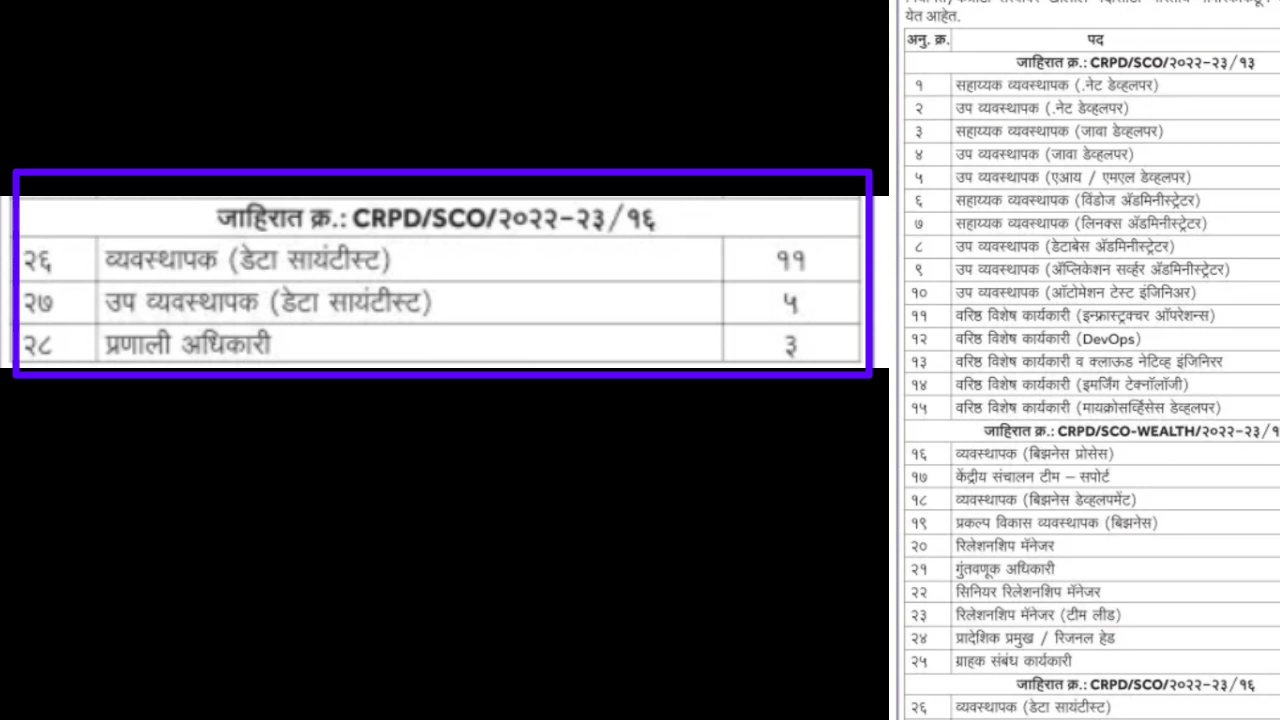 जाहिरात क्र.: CRPD/SCO/२०२२-२३/१६
२६ व्यवस्थापक (डेटा सायंटीस्ट) ११
२७ उप व्यवस्थापक (डेटा सायंटीस्ट) ५
२८ प्रणाली अधिकारी ३
येत आहेत.
अनु. क्र. पद
जाहिरात क्र.: CRPD/SCO/२०२२-२३/१३
१ सहाय्यक व्यवस्थापक (.नेट डेव्हलपर)
२ उप व्यवस्थापक (.नेट डेव्हलपर)
३ सहाय्यक व्यवस्थापक (जावा डेव्हलपर)
४ उप व्यवस्थापक (जावा डेव्हलपर)
५ उप व्यवस्थापक (एआय / एमएल डेव्हलपर)
६ सहाय्यक व्यवस्थापक (विंडोज ॲडमिनीस्ट्रेटर)
७ सहाय्यक व्यवस्थापक (लिनक्स ॲडमिनीस्ट्रेटर)
८ उप व्यवस्थापक (डेटाबेस ॲडमिनीस्ट्रेटर)
९ उप व्यवस्थापक (ॲप्लिकेशन सर्व्हर ॲडमिनीस्ट्रेटर)
१० उप व्यवस्थापक (ऑटोमेशन टेस्ट इंजिनिअर)
११ वरिष्ठ विशेष कार्यकारी (इन्फ्रास्ट्रक्चर ऑपरेशन्स)
१२ वरिष्ठ विशेष कार्यकारी (DevOps)
१३ वरिष्ठ विशेष कार्यकारी व क्लाऊड नेटिव्ह इंजिनिरर
१४ वरिष्ठ विशेष कार्यकारी (इमर्जिंग टेक्नॉलॉजी)
१५ वरिष्ठ विशेष कार्यकारी (मायक्रोसर्व्हिसेस डेव्हलपर)
जाहिरात क्र.: CRPD/SCO-WEALTH/२०२२-२३/१
१६ व्यवस्थापक (बिझनेस प्रोसेस)
१७ केंद्रीय संचालन टीम – सपोर्ट
१८ व्यवस्थापक (बिझनेस डेव्हलपमेंट)
१९ प्रकल्प विकास व्यवस्थापक (बिझनेस)
२० रिलेशनशिप मॅनेजर
२१ गुंतवणूक अधिकारी
२२ सिनियर रिलेशनशिप मॅनेजर
२३ रिलेशनशिप मॅनेजर (टीम लीड)
२४ प्रादेशिक प्रमुख / रिजनल हेड
२५ ग्राहक संबंध कार्यकारी
जाहिरात क्र.: CRPD/SCO/२०२२-२३/१६
२६ व्यवस्थापक (डेटा सायंटीस्ट)